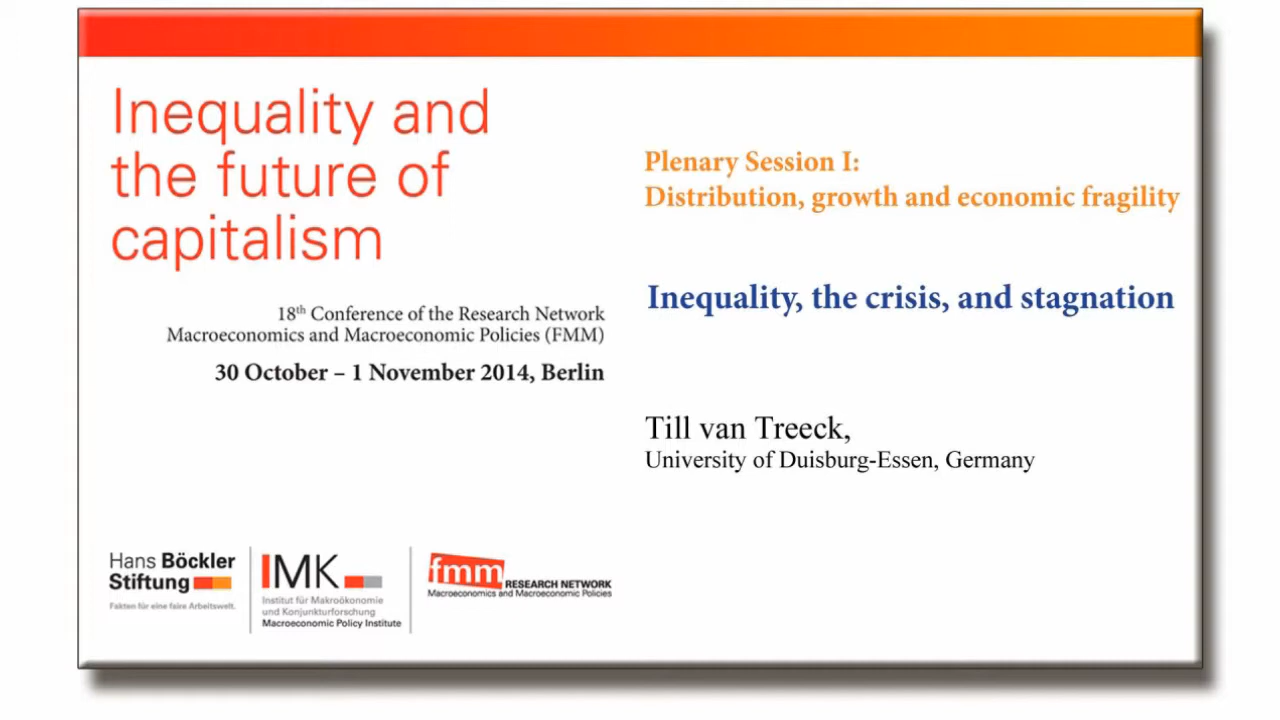 Inequality and
the future of
capitalism
18th Conference of the Research Network
Macroeconomics and Macroeconomic Policies (FMM)
30 October – 1 November 2014, Berlin
Plenary Session I:
Distribution, growth and economic fragility
Inequality, the crisis, and stagnation
Till van Treeck,
University of Duisburg-Essen, Germany
Hans Böckler
Stiftung
Fakten für eine faire Arbeitswelt.
IMK
Institut für Makroökonomie
und Konjunkturforschung
Macroeconomic Policy Institute
fmm RESEARCH NETWORK
Macroeconomics and Macroeconomic Policies